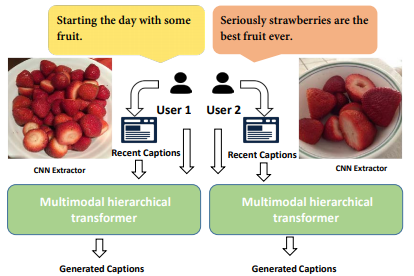 Starting the day with some
fruit.
Seriously strawberries are the
best fruit ever.
User 1
User 2
Recent Captions
Recent Captions
CNN Extractor
CNN Extractor
Multimodal hierarchical
transformer
Multimodal hierarchical
transformer
Generated Captions
Generated Captions